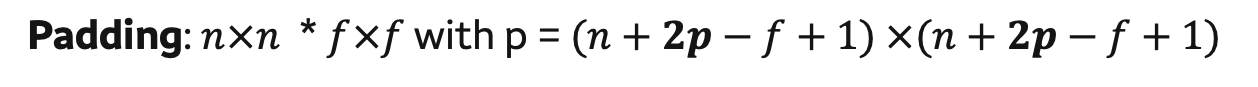 Padding: n×n * f×f with p = (n + 2p − f + 1) ×(n + 2p − f + 1)